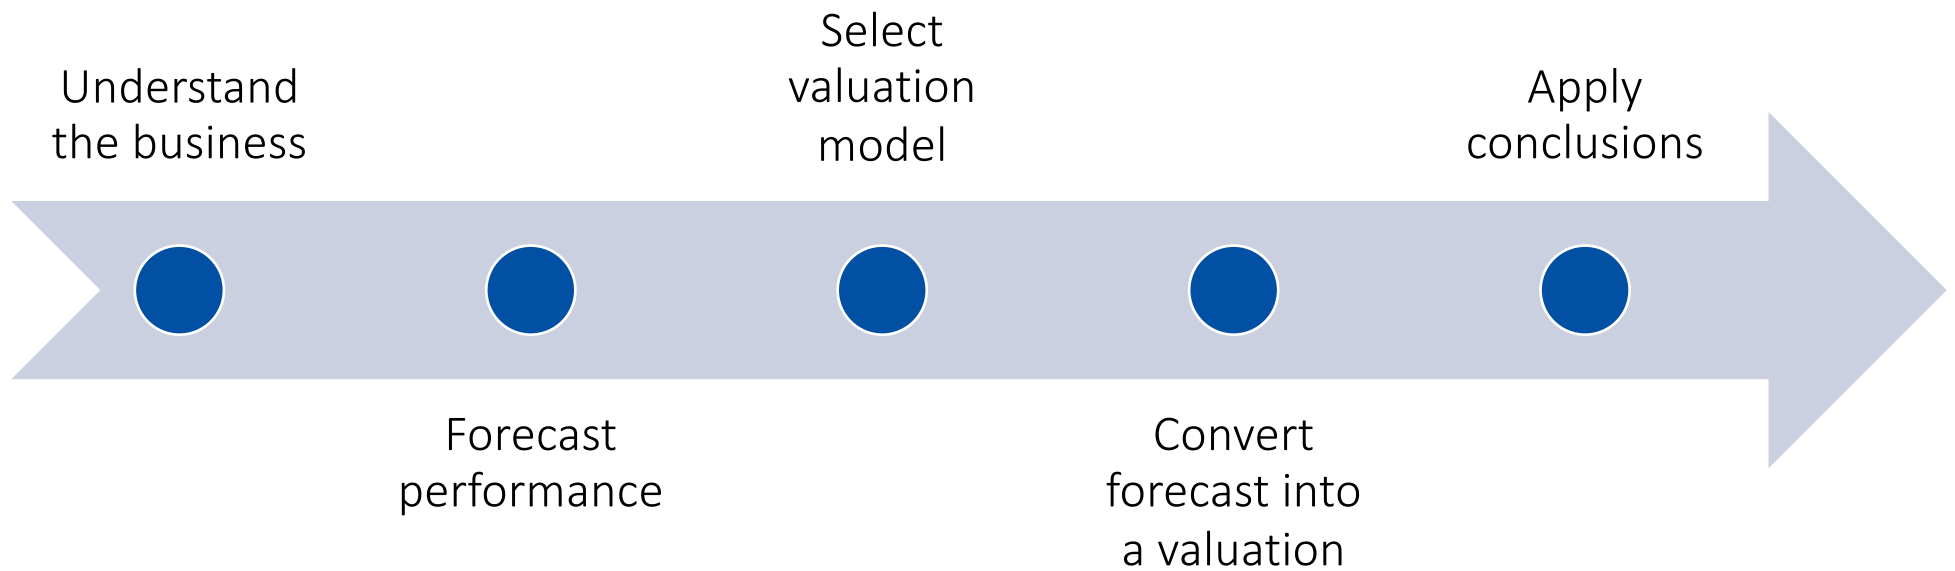 Understand
the business
Forecast
performance
Select
valuation
model
Convert
forecast into
a valuation
Apply
conclusions